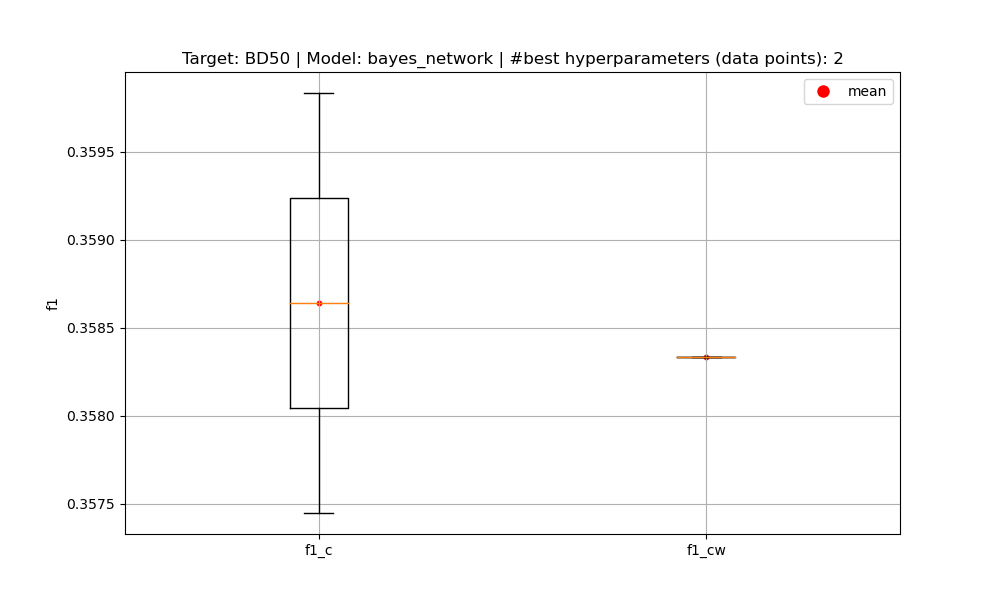 Target: BD50 | Model: bayes_network | #best hyperparameters (data points): 2
mean
0.3595
0.3590
0.3585
0.3580
0.3575
f1
f1_c
f1_cw